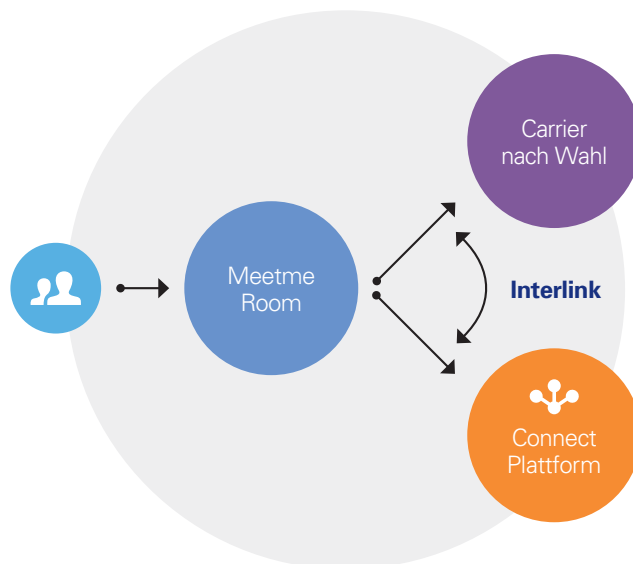 Carrier
nach Wahl
Meetme
Room
Interlink
Connect
Plattform